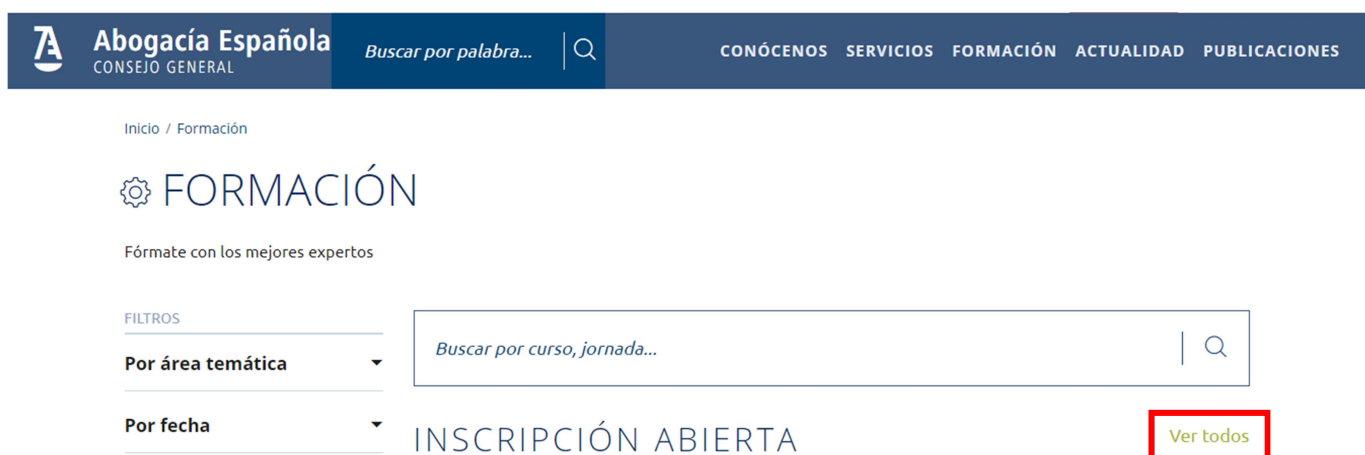 Abogacía Española
CONSEJO GENERAL
Buscar por palabra...
CONÓCENOS SERVICIOS FORMACIÓN ACTUALIDAD PUBLICACIONES
Inicio / Formación
FORMACIÓN
Fórmate con los mejores expertos
FILTROS
Por área temática
Por fecha
Buscar por curso, jornada...
INSCRIPCIÓN ABIERTA
Ver todos